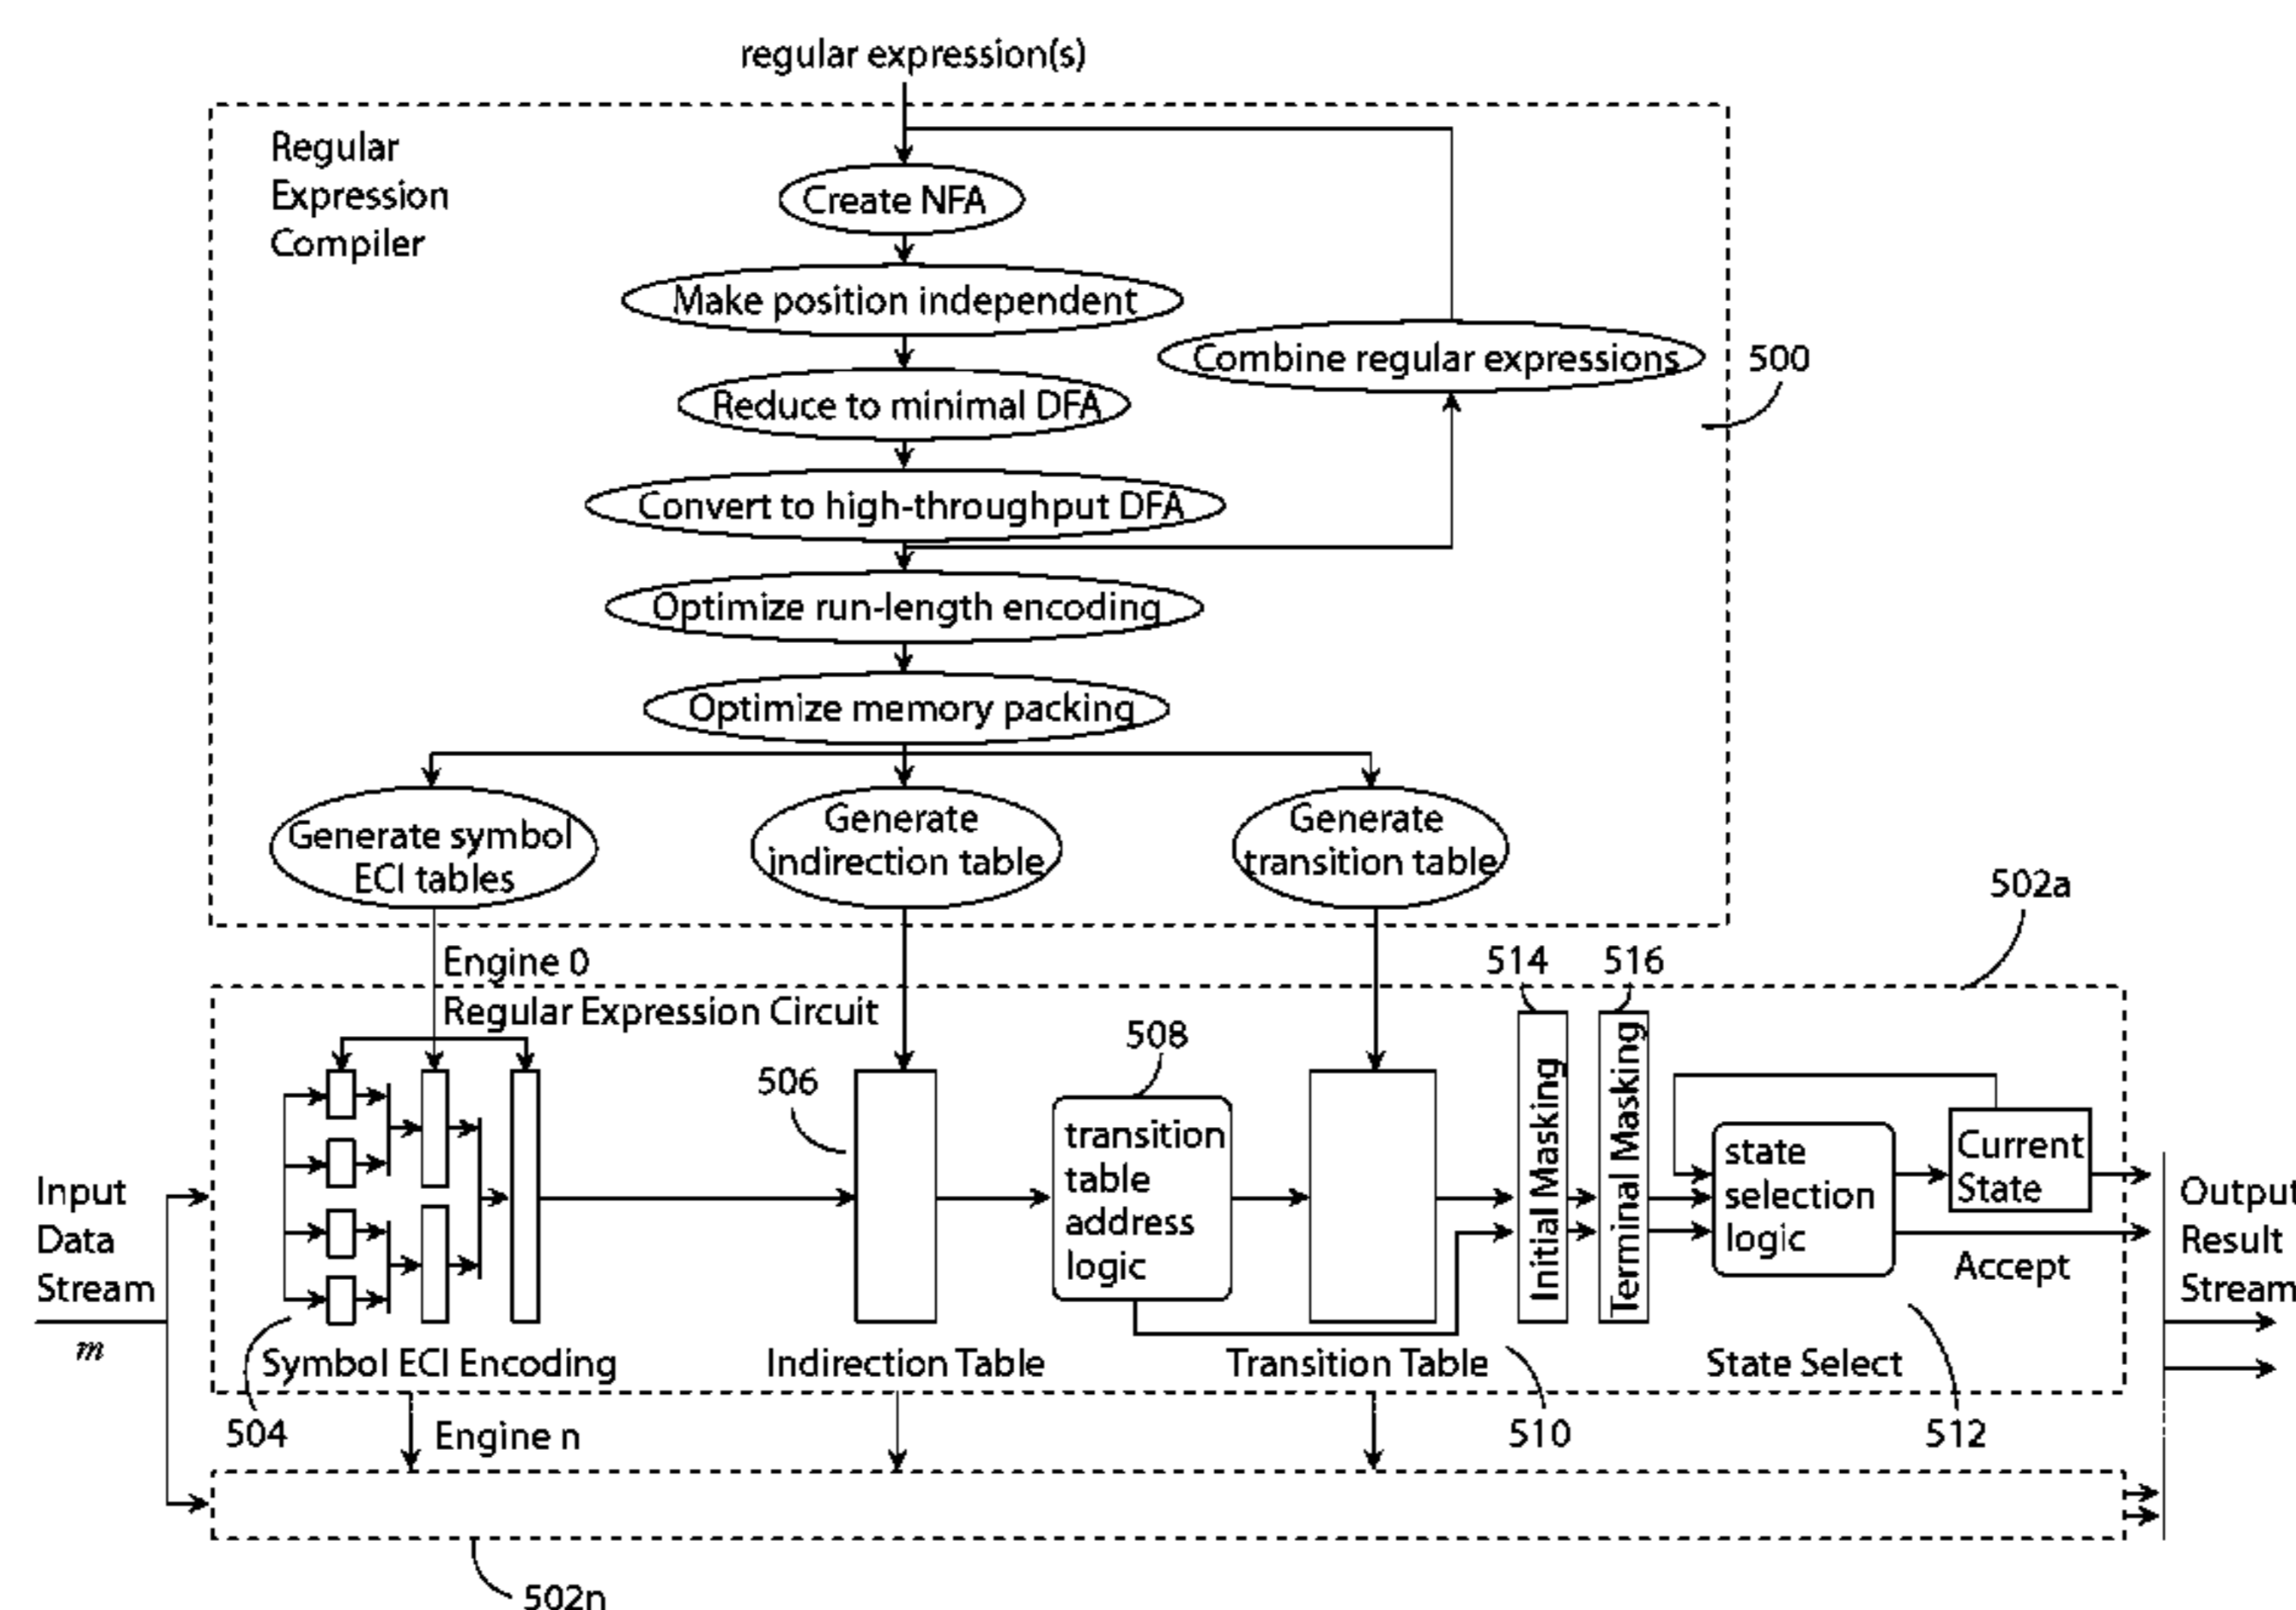 regular expression(s)
Regular
Expression
Compiler
Create NFA
Make position independent
Combine regular expressions
500
Reduce to minimal DFA
Convert to high-throughput DFA
Optimize run-length encoding
Optimize memory packing
Generate symbol
ECI tables
Generate
indirection table
Generate
transition table
502a
Engine 0
514
516
Regular Expression Circuit
508
506
Initial Masking
Terminal Masking
transition
table
address
logic
state
selection
logic
Current
State
Accept
Input
Data
Stream
m
Output
Result
Stream
Symbol ECI Encoding
Indirection Table
Transition Table
State Select
504
Engine n
510
512
502n